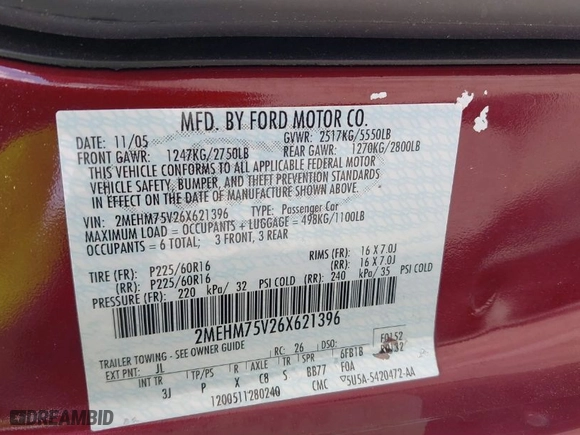 MFD. BY FORD MOTOR CO.
DATE: 11/05 GVWR: 2517KG/5550LB
FRONT GAWR: 1247KG/2750LB REAR GAWR: 1270KG/2800LB
THIS VEHICLE CONFORMS TO ALL APPLICABLE FEDERAL MOTOR
VEHICLE SAFETY, BUMPER, AND THEFT PREVENTION STANDARDS
IN EFFECT ON THE DATE OF MANUFACTURE SHOWN ABOVE.
VIN: 2MEHM75V26X621396 TYPE: Passenger Car
MAXIMUM LOAD = OCCUPANTS + LUGGAGE = 498KG/1100LB
OCCUPANTS = 6 TOTAL; 3 FRONT, 3 REAR
TIRE (FR): P225/60R16 RIMS (FR): 16 X 7.0J
(RR): P225/60R16 (RR): 16 X 7.0J
PRESSURE (FR): 220 kPa/ 32 PSI COLD (RR): 240 kPa/ 35 PSI COLD
2MEHM75V26X621396
TRAILER TOWING - SEE OWNER GUIDE
RC: 26 DSO:
EXT PNT: JL
INT TR TP/PS R AXLE TR SPR 6FB1B
3J P X CB S BB77 F0A
1200511280240 CMC 5U5A-5420472-AA
DREAMBID